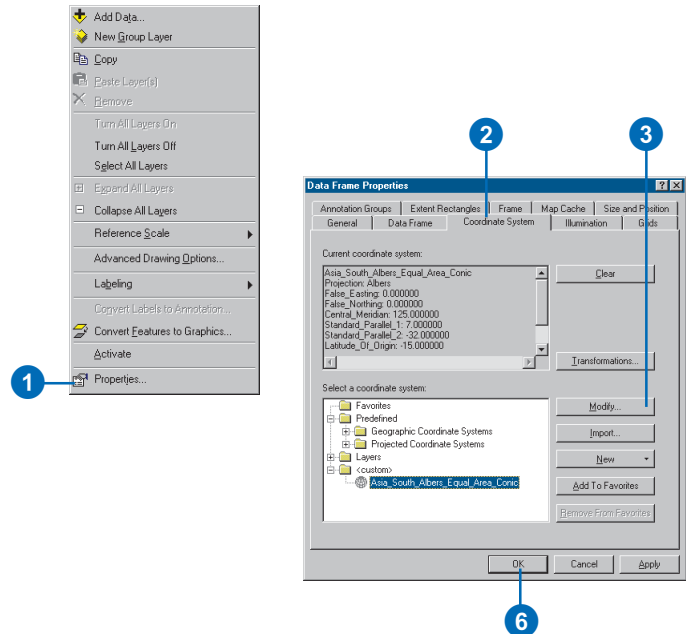 Add Data...
New Group Layer
Copy
Paste Layer(s)
Remove
Turn All Layers On
Turn All Layers Off
Select All Layers
Expand All Layers
Collapse All Layers
Reference Scale
Advanced Drawing Options...
Labeling
Convert Labels to Annotation...
Convert Features to Graphics...
Activate
1
Properties...
2
3
Data Frame Properties
Annotation Groups Extent Rectangles Frame Map Cache Size and Position
General Data Frame Coordinate System Illumination Grids
Current coordinate system:
Asia_South_Albers_Equal_Area_Conic
Projection: Albers
False_Easting: 0.000000
False_Northing: 0.000000
Central_Meridian: 125.000000
Standard_Parallel_1: 7.000000
Standard_Parallel_2: -32.000000
Latitude_Of_Origin: -15.000000
Clear
Transformations...
Select a coordinate system:
Favorites
Predefined
Geographic Coordinate Systems
Projected Coordinate Systems
Layers
<custom>
Asia_South_Albers_Equal_Area_Conic
Modify...
Import...
New
Add To Favorites
Remove From Favorites
OK Cancel Apply
6